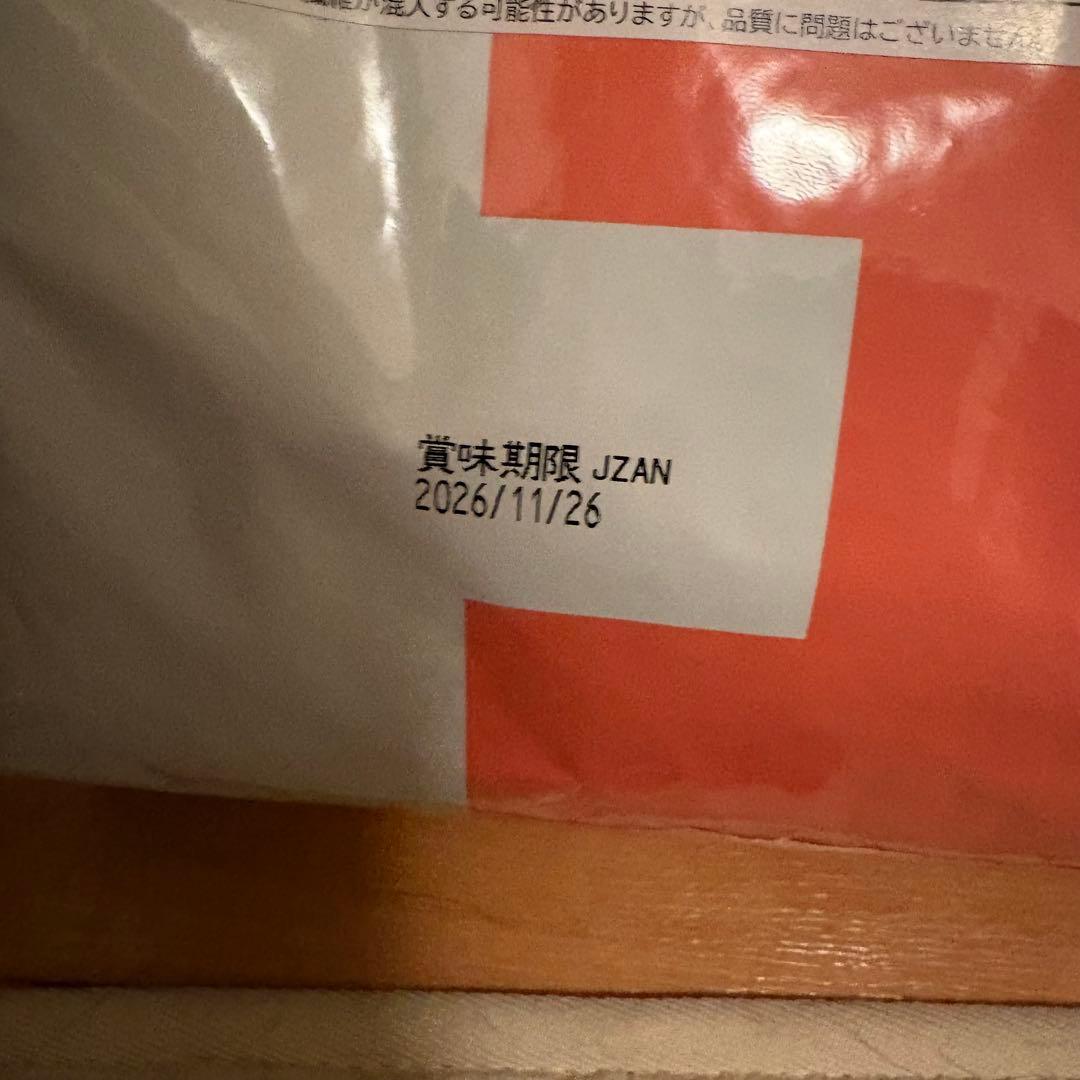 が混入する可能性がありますが、品質に問題はございません。
賞味期限 JZAN
2026/11/26